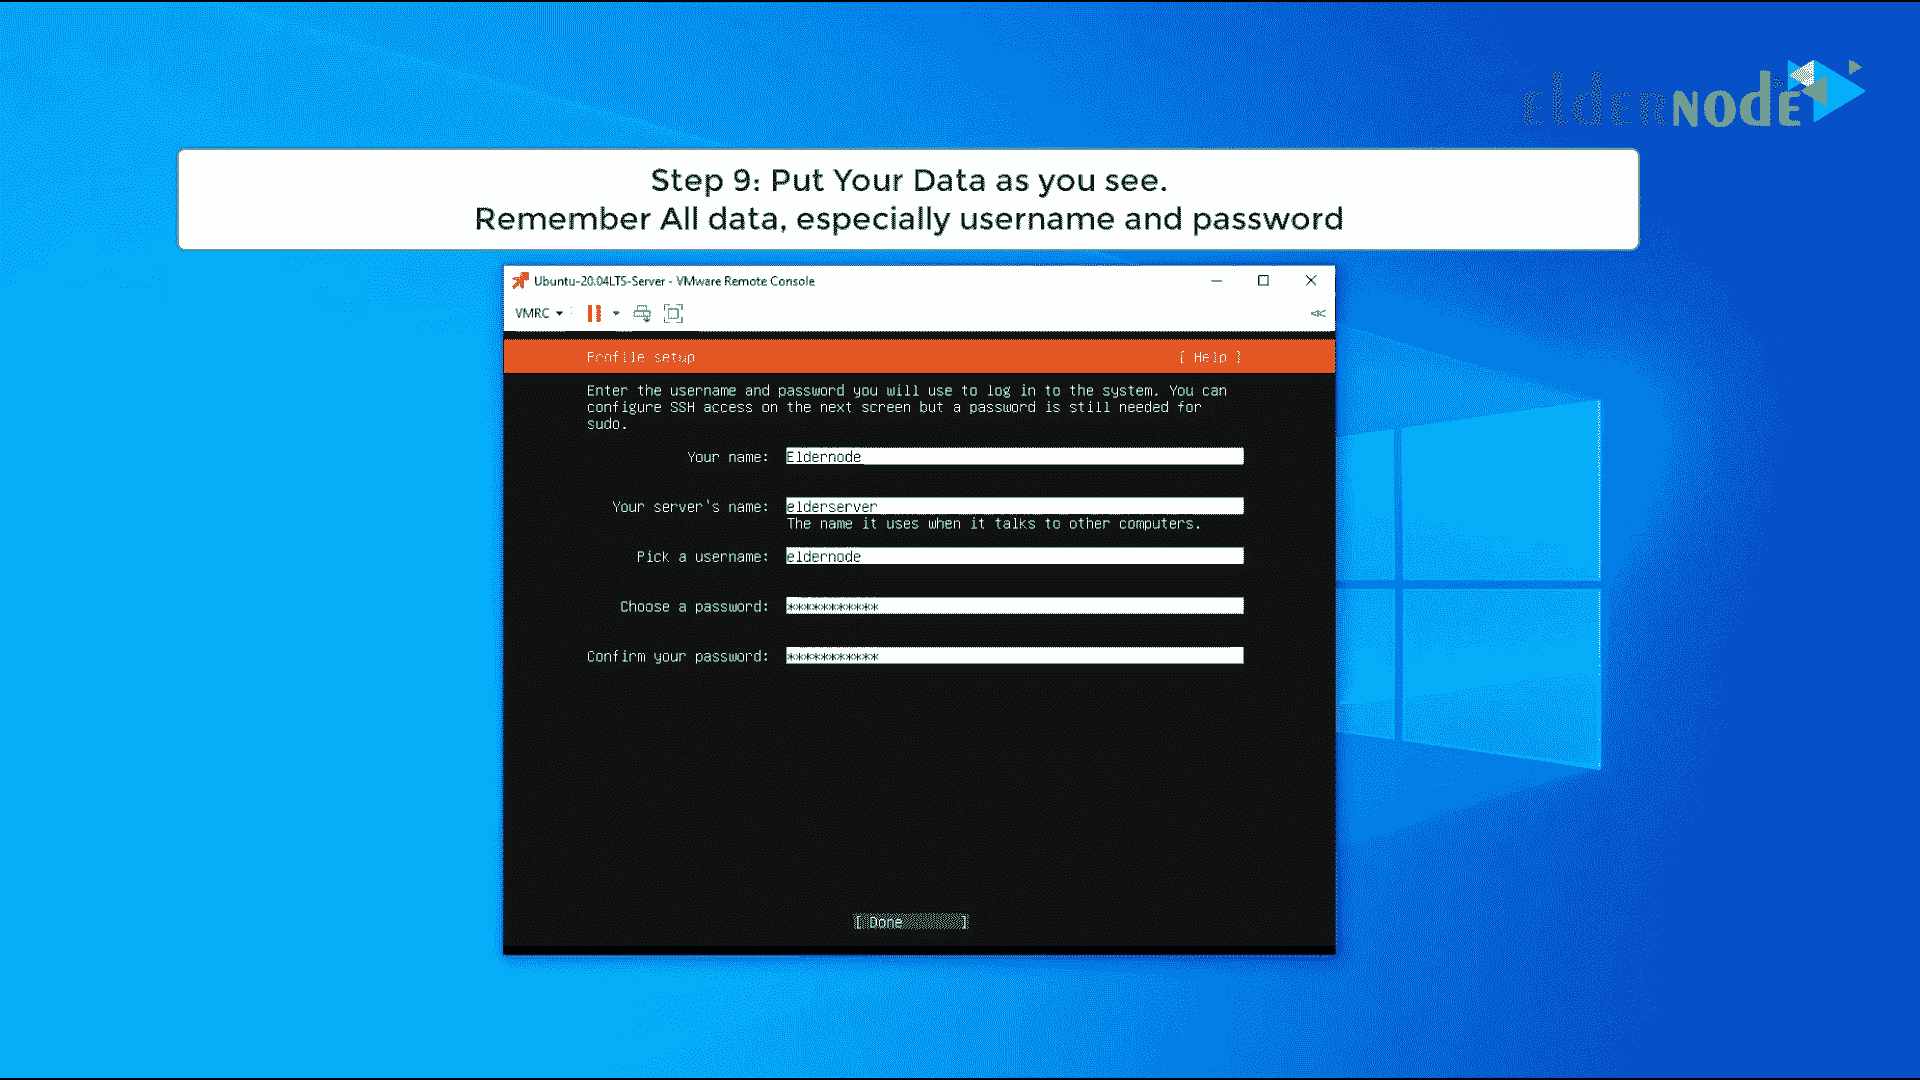 elderNODE
Step 9: Put Your Data as you see.
Remember All data, especially username and password
Ubuntu-20.04LTS-Server - VMware Remote Console
VMRC
Profile setup [ Help ]
Enter the username and password you will use to log in to the system. You can
configure SSH access on the next screen but a password is still needed for
sudo.
Your name: Eldernode
Your server's name: elderserver
The name it uses when it talks to other computers.
Pick a username: eldernode
Choose a password: ***********
Confirm your password: ***********
[ Done ]